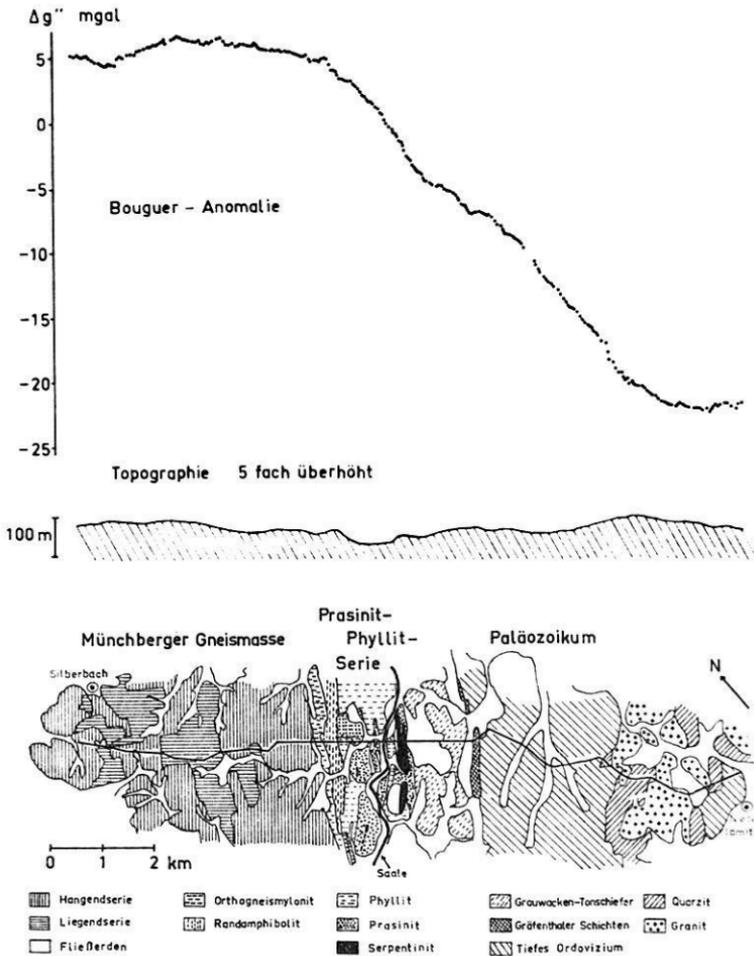 Δg'' mgal
5
0
-5
-10
-15
-20
-25
Bouguer - Anomalie
Topographie 5 fach überhöht
100 m
Prasinit-
Münchberger Gneismasse Phyllit- Paläozoikum
Serie
Silberbach
N
0 1 2 km
Saale
Hangendserie Orthogneismylonit Phyllit Grauwacken-Tonschiefer Quarzit
Liegendserie Randamphibolit Prasinit Gräfenthaler Schichten Granit
Fließerden Serpentinit Tiefes Ordovizium